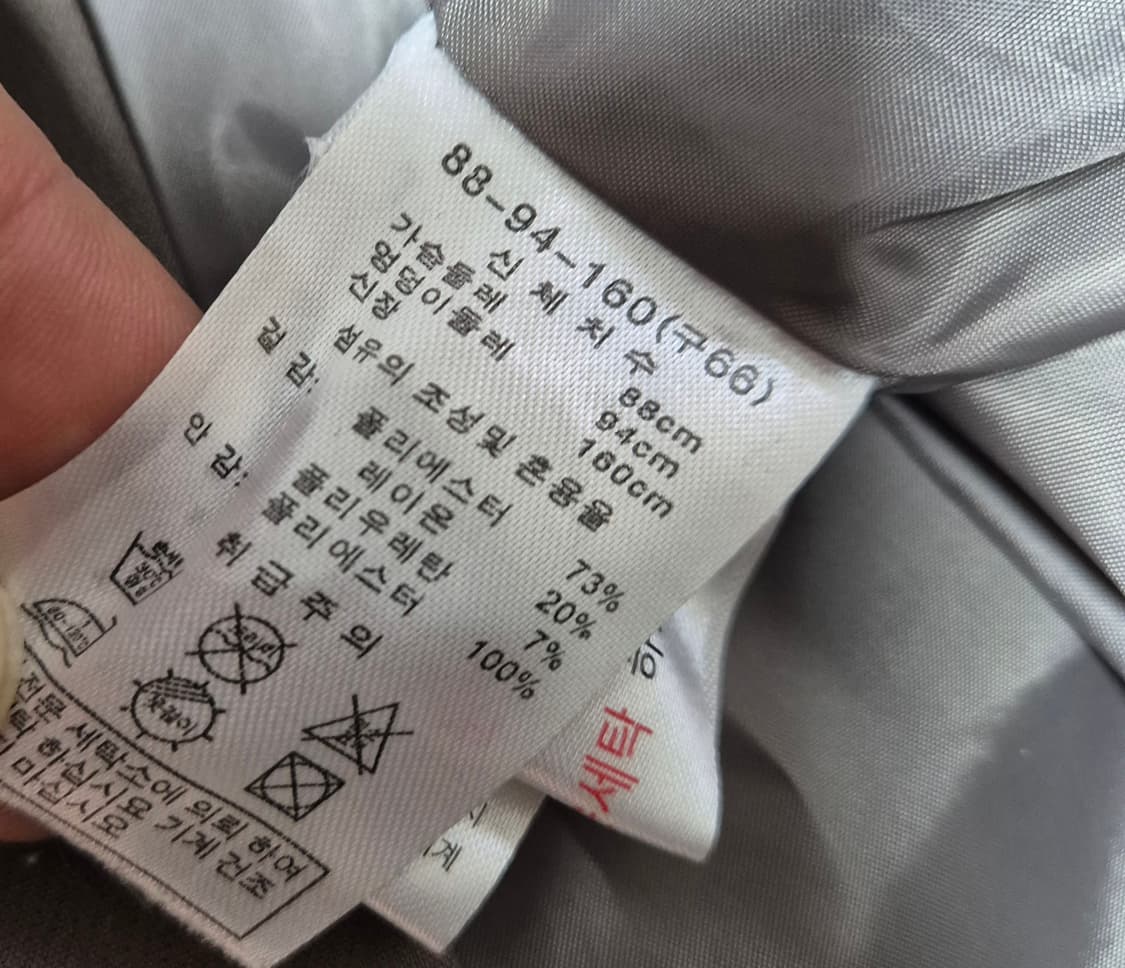 88-94-160(구66)
신 체 치 수
가슴둘레 88cm
엉덩이둘레 94cm
신장 160cm
섬유의 조성및 혼용율
겉 감: 폴리에스터 73%
레이온 20%
폴리우레탄 7%
안 감: 폴리에스터 100%
취 급 주 의
전문 세탁소에 의뢰 하여
하십시요 기계 건조
마십시요